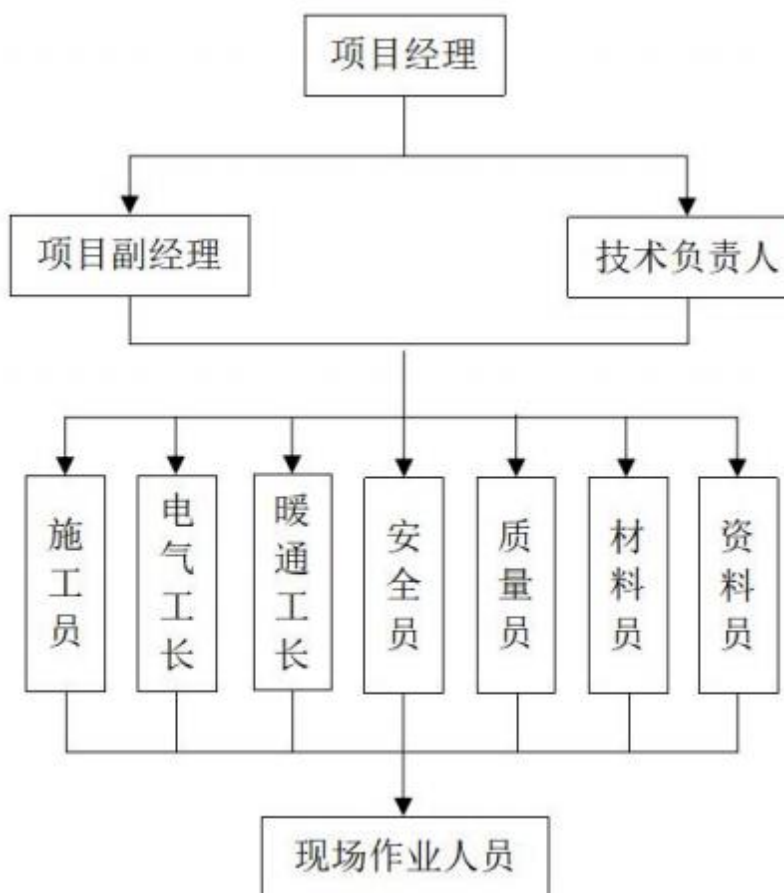 项目经理
项目副经理
技术负责人
施工员
电气工长
暖通工长
安全员
质量员
材料员
资料员
现场作业人员